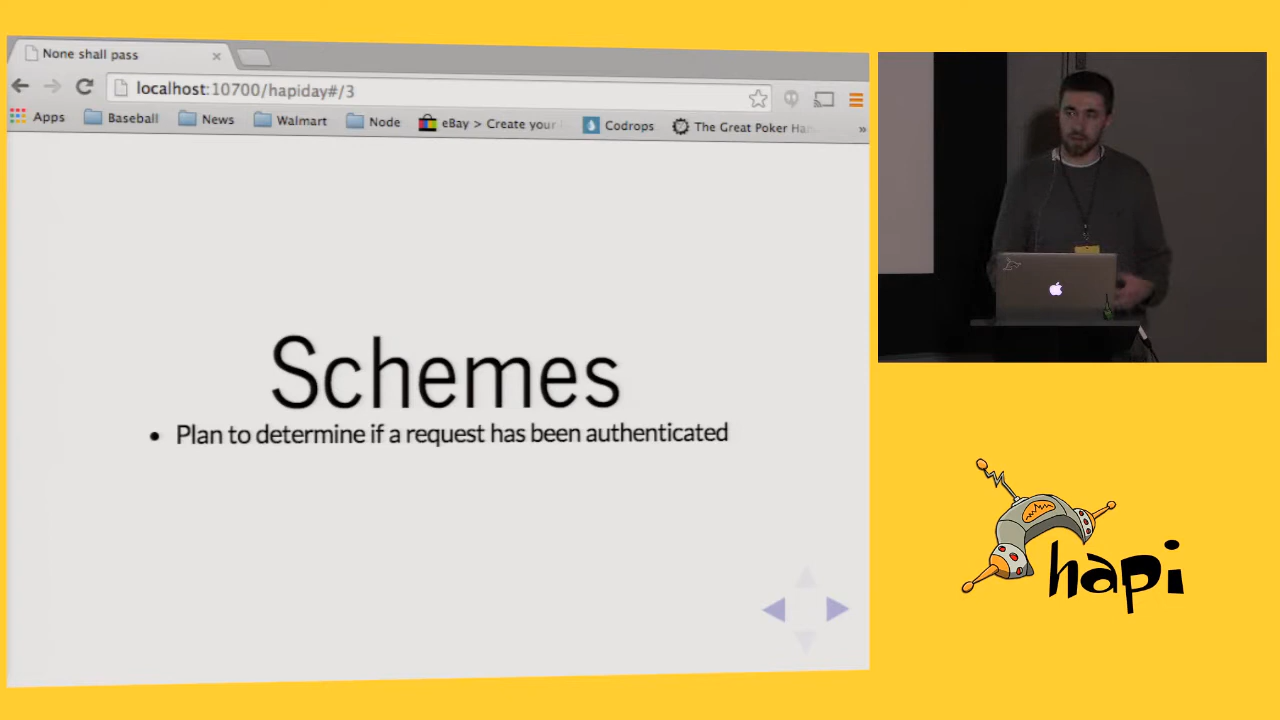 None shall pass
localhost:10700/hapiday#/3
Apps Baseball News Walmart Node eBay > Create your Codrops The Great Poker »
Schemes
• Plan to determine if a request has been authenticated
hapi